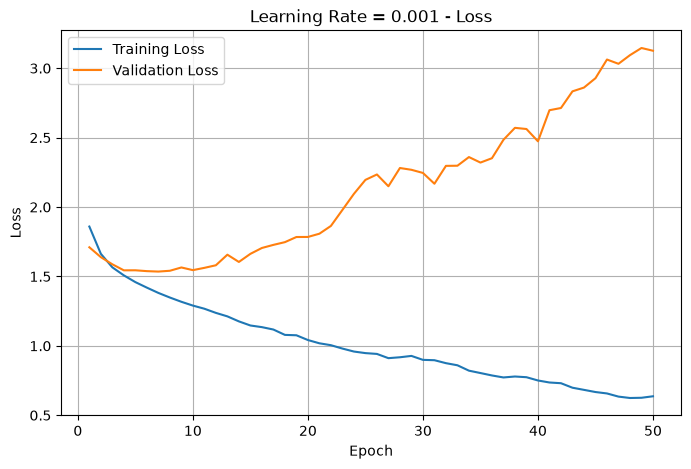 Learning Rate = 0.001 - Loss
Training Loss
Validation Loss
Loss
3.0
2.5
2.0
1.5
1.0
0.5
0 10 20 30 40 50
Epoch